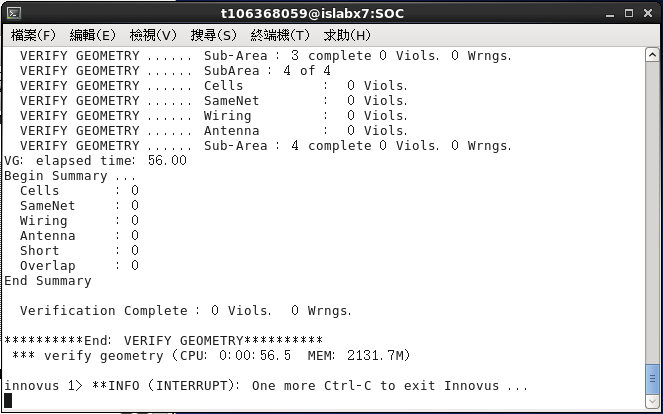 t106368059@islabx7:SOC
檔案(F) 編輯(E) 檢視(V) 搜尋(S) 終端機(T) 求助(H)
VERIFY GEOMETRY ...... Sub-Area : 3 complete 0 Viols. 0 Wrngs.
VERIFY GEOMETRY ...... SubArea : 4 of 4
VERIFY GEOMETRY ...... Cells : 0 Viols.
VERIFY GEOMETRY ...... SameNet : 0 Viols.
VERIFY GEOMETRY ...... Wiring : 0 Viols.
VERIFY GEOMETRY ...... Antenna : 0 Viols.
VERIFY GEOMETRY ...... Sub-Area : 4 complete 0 Viols. 0 Wrngs.
VG: elapsed time: 56.00
Begin Summary ...
Cells : 0
SameNet : 0
Wiring : 0
Antenna : 0
Short : 0
Overlap : 0
End Summary
Verification Complete : 0 Viols. 0 Wrngs.
**********End: VERIFY GEOMETRY**********
*** verify geometry (CPU: 0:00:56.5 MEM: 2131.7M)
innovus 1> **INFO (INTERRUPT): One more Ctrl-C to exit Innovus ...